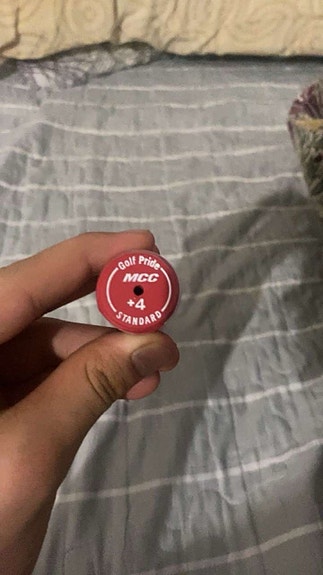 Golf Pride
MCC
+4
STANDARD